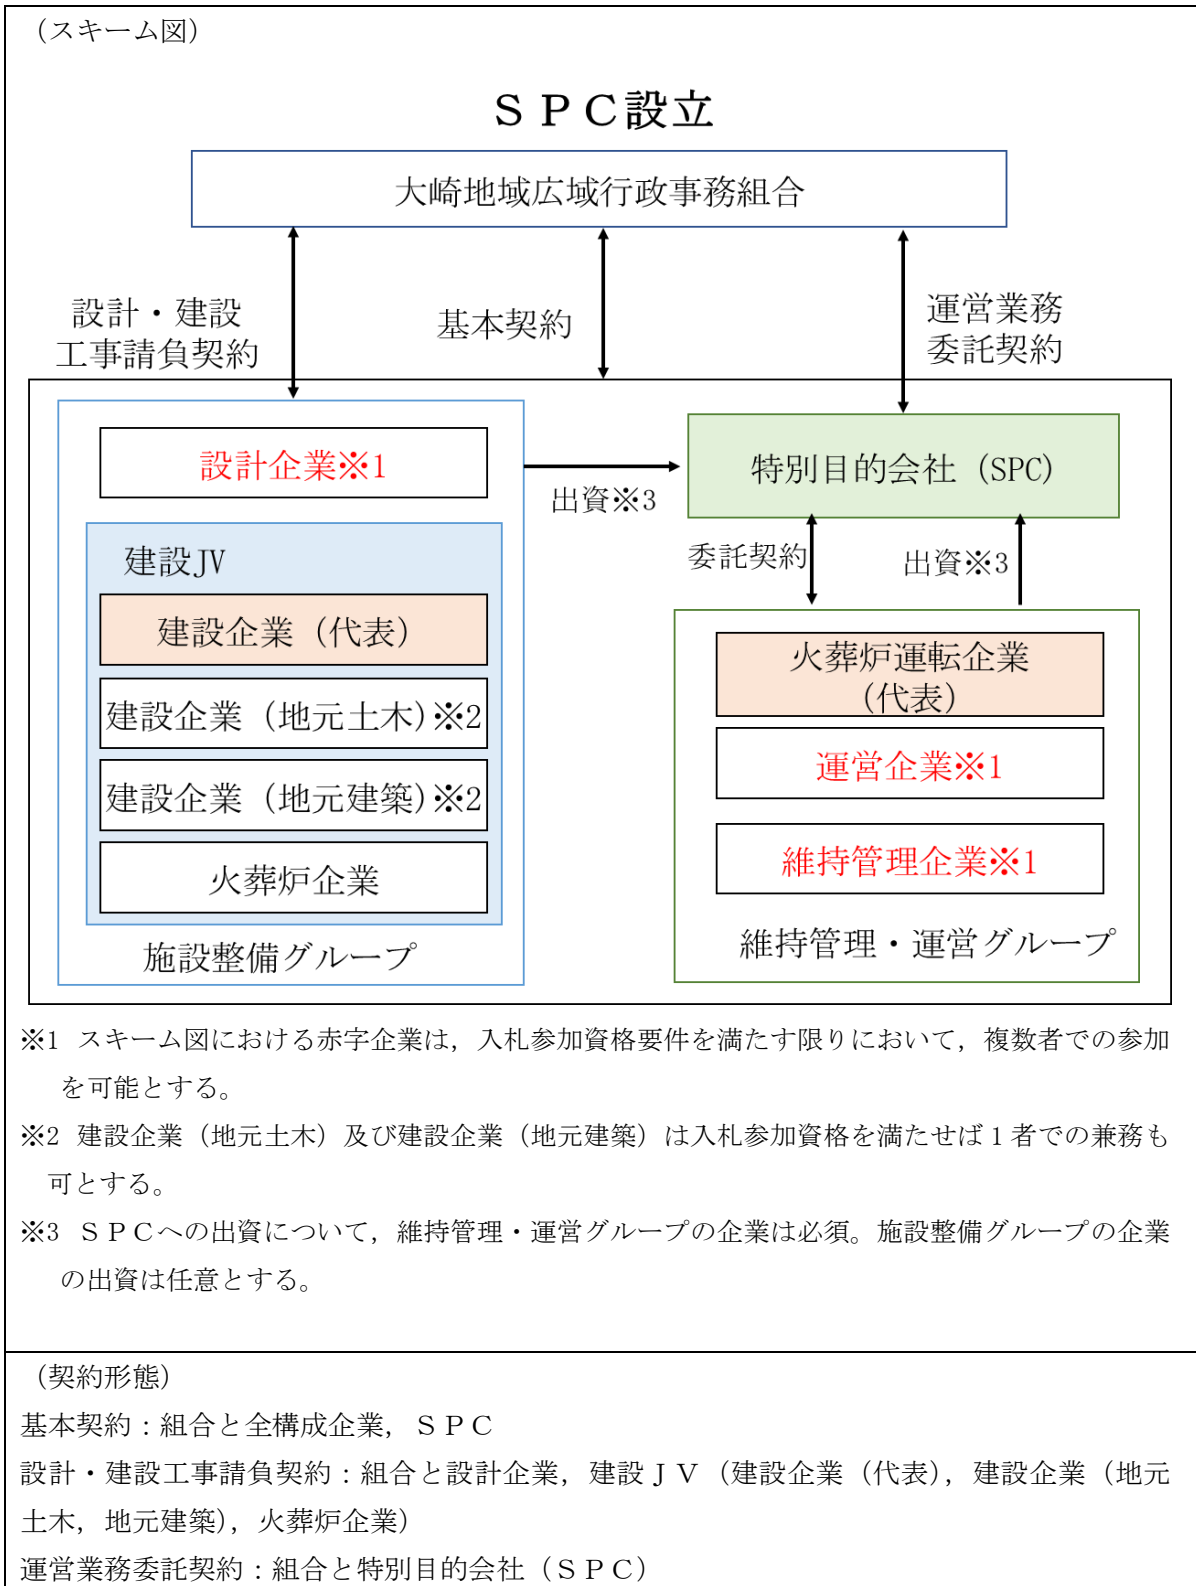 （スキーム図）
ＳＰＣ設立
大崎地域広域行政事務組合
設計・建設
工事請負契約
基本契約
運営業務
委託契約
設計企業※1
出資※3
特別目的会社（SPC）
建設JV
委託契約
出資※3
建設企業（代表）
建設企業（地元土木）※2
建設企業（地元建築）※2
火葬炉企業
施設整備グループ
火葬炉運転企業
（代表）
運営企業※1
維持管理企業※1
維持管理・運営グループ
※1 スキーム図における赤字企業は，入札参加資格要件を満たす限りにおいて，複数者での参加
を可能とする。
※2 建設企業（地元土木）及び建設企業（地元建築）は入札参加資格を満たせば１者での兼務も
可とする。
※3 ＳＰＣへの出資について，維持管理・運営グループの企業は必須。施設整備グループの企業
の出資は任意とする。
（契約形態）
基本契約：組合と全構成企業，ＳＰＣ
設計・建設工事請負契約：組合と設計企業，建設ＪＶ（建設企業（代表），建設企業（地元
土木，地元建築），火葬炉企業）
運営業務委託契約：組合と特別目的会社（ＳＰＣ）